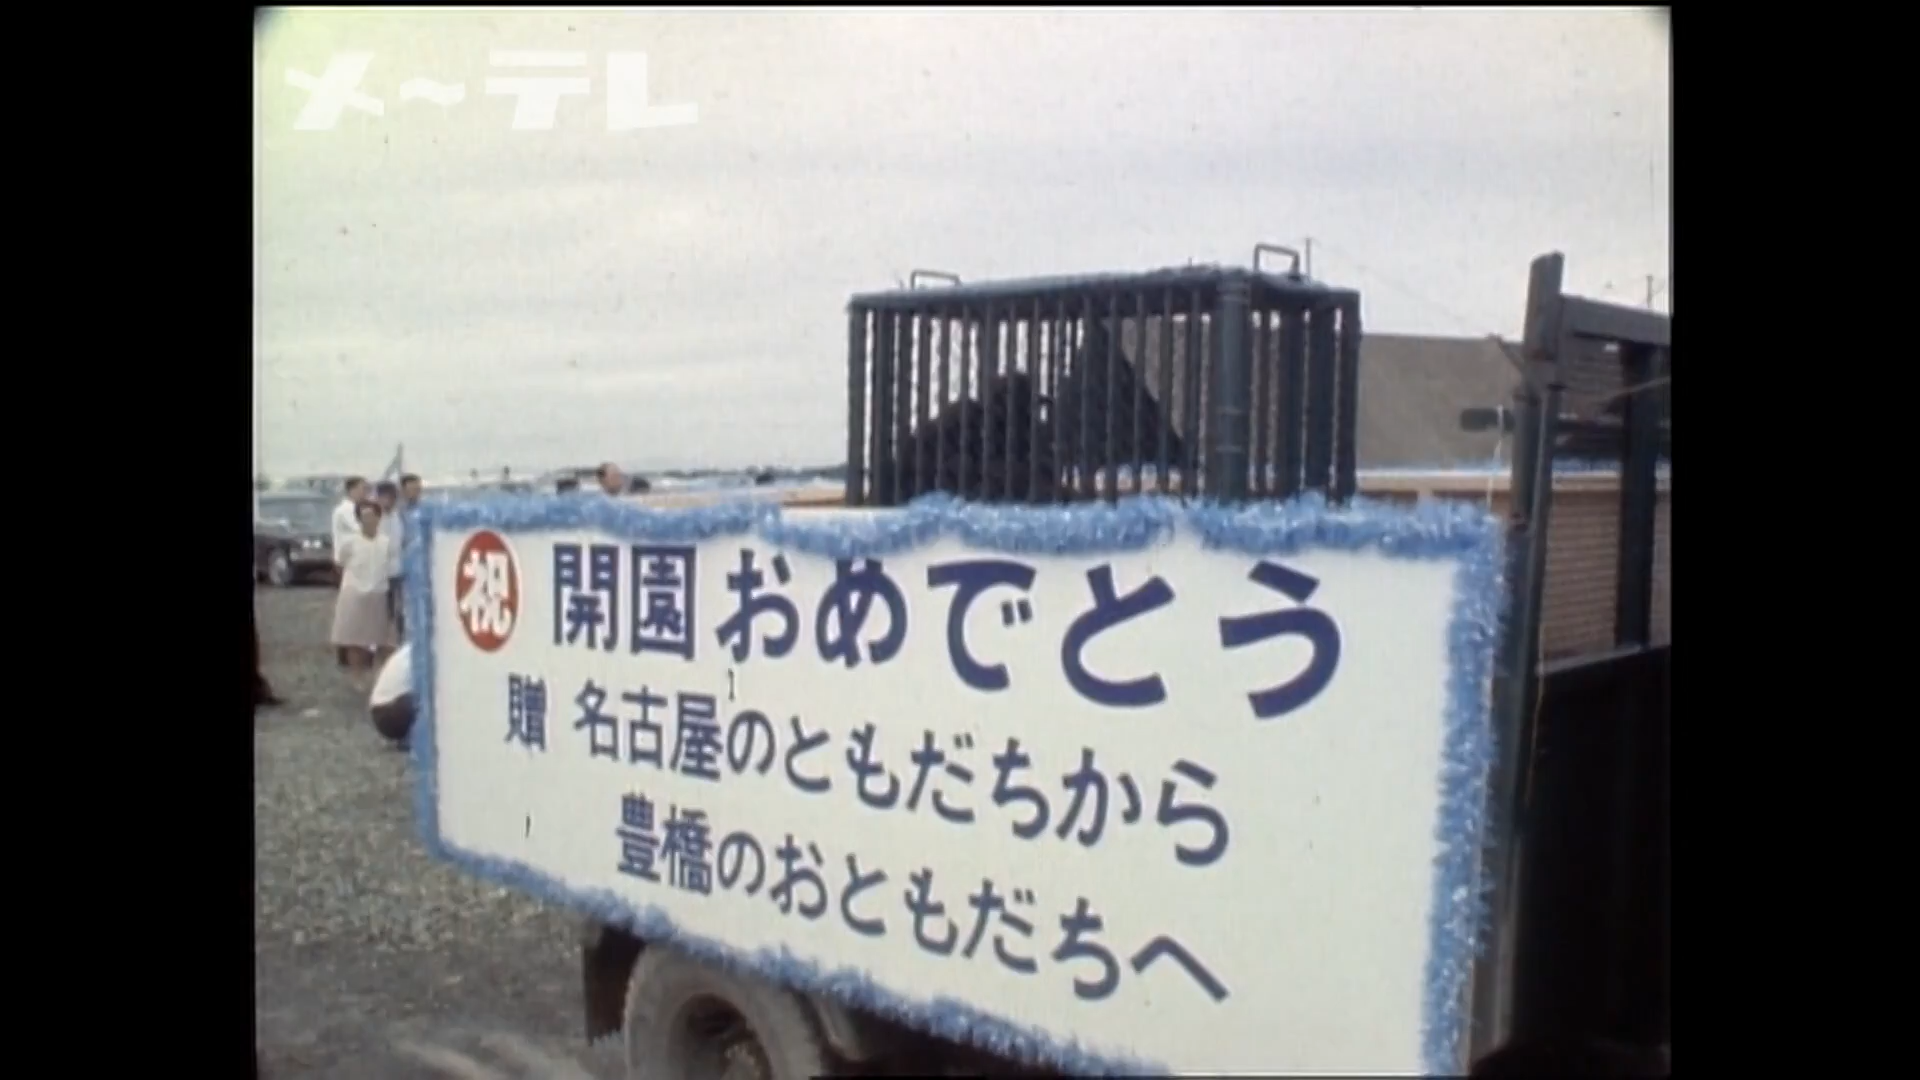 メ〜テレ
祝 開園おめでとう
贈 名古屋のともだちから
豊橋のおともだちへ